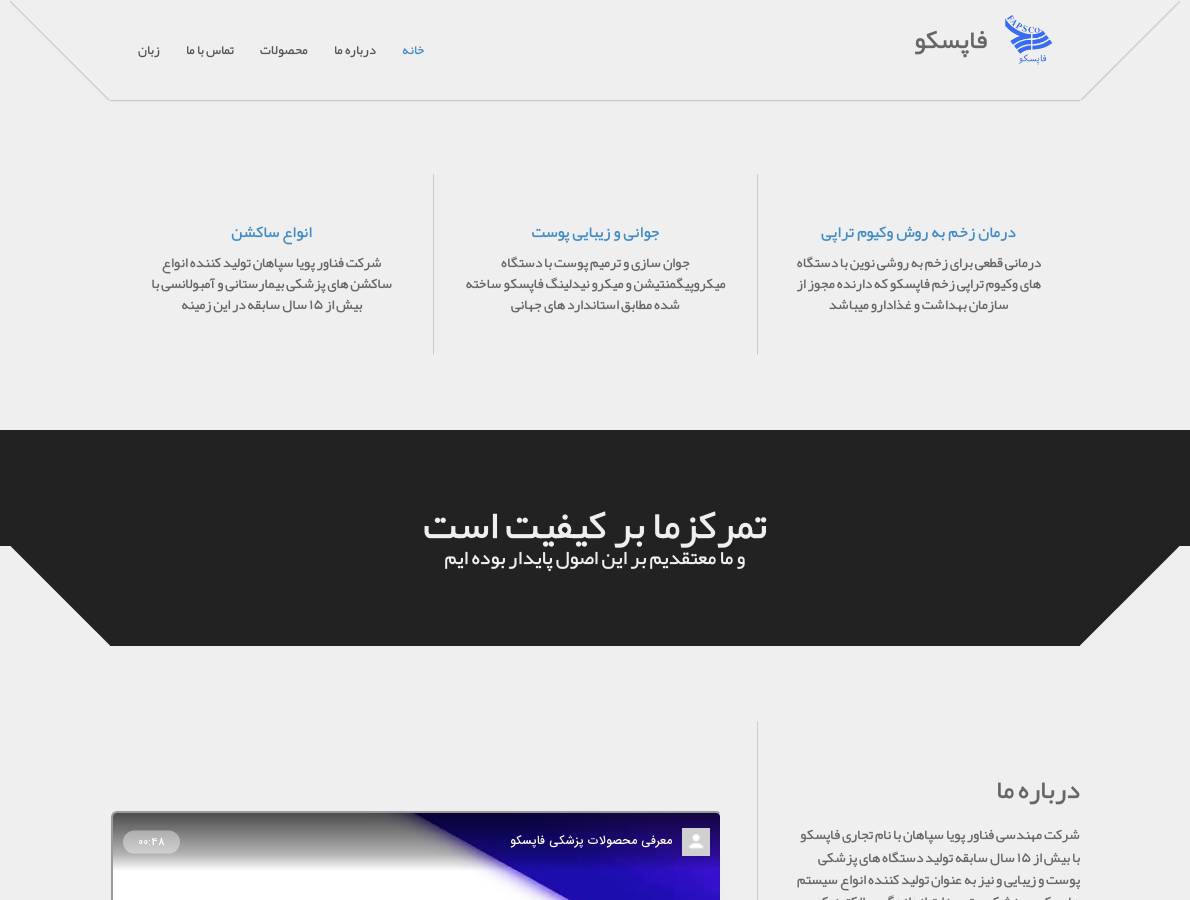 FAPSCO
فاپسکو
فاپسکو
خانه
درباره ما
محصولات
تماس با ما
زبان
درمان زخم به روش وکیوم تراپی
درمانی قطعی برای زخم به روشی نوین با دستگاه
های وکیوم تراپی زخم فاپسکو که دارنده مجوز از
سازمان بهداشت و غذادارو میباشد
جوانی و زیبایی پوست
جوان سازی و ترمیم پوست با دستگاه
میکروپیگمنتیشن و میکرو نیدلینگ فاپسکو ساخته
شده مطابق استاندارد های جهانی
انواع ساکشن
شرکت فناور پویا سپاهان تولید کننده انواع
ساکشن های پزشکی بیمارستانی و آمبولانسی با
بیش از ۱۵ سال سابقه در این زمینه
تمرکزما بر کیفیت است
و ما معتقدیم بر این اصول پایدار بوده ایم
درباره ما
شرکت مهندسی فناور پویا سپاهان با نام تجاری فاپسکو
با بیش از ۱۵ سال سابقه تولید دستگاه های پزشکی
پوست و زیبایی و نیز به عنوان تولید کننده انواع سیستم
معرفی محصولات پزشکی فاپسکو
۰۰:۴۸